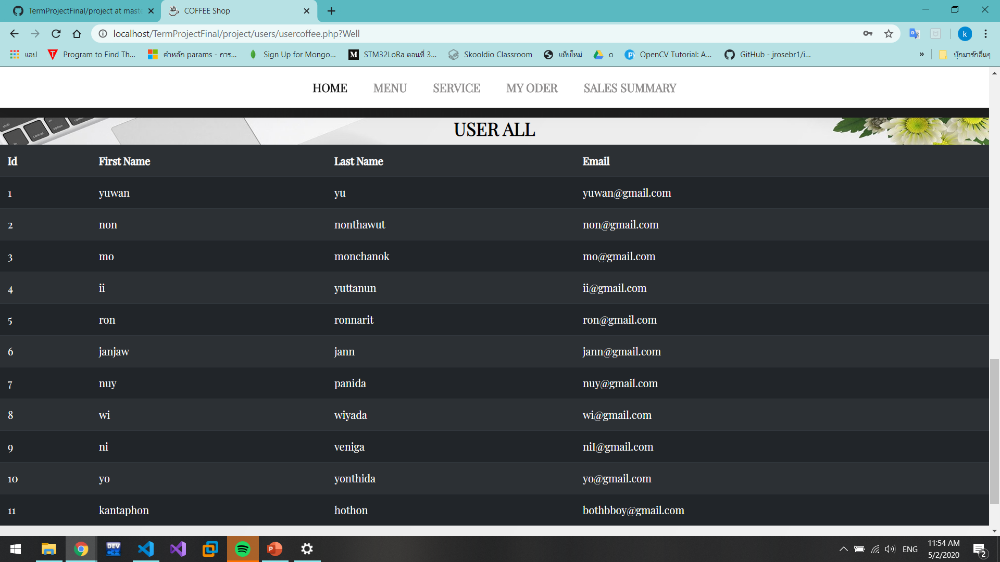 TermProjectFinal/project at maste
COFFEE Shop
localhost/TermProjectFinal/project/users/usercoffee.php?Well
k
แอป
Program to Find Th...
คำหลัก params - การ...
Sign Up for Mongo...
M
STM32LoRa ตอนที่ 3...
Skooldio Classroom
แท็บใหม่
o
OpenCV Tutorial: A...
GitHub - jrosebr1/i...
»
บุ๊กมาร์กอื่นๆ
HOME MENU SERVICE MY ODER SALES SUMMARY
USER ALL
Id First Name Last Name Email
1 yuwan yu yuwan@gmail.com
2 non nonthawut non@gmail.com
3 mo monchanok mo@gmail.com
4 ii yuttanun ii@gmail.com
5 ron ronnarit ron@gmail.com
6 janjaw jann jann@gmail.com
7 nuy panida nuy@gmail.com
8 wi wiyada wi@gmail.com
9 ni veniga niI@gmail.com
10 yo yonthida yo@gmail.com
11 kantaphon hothon bothbboy@gmail.com
DEV
C++
ENG
11:54 AM
5/2/2020
2